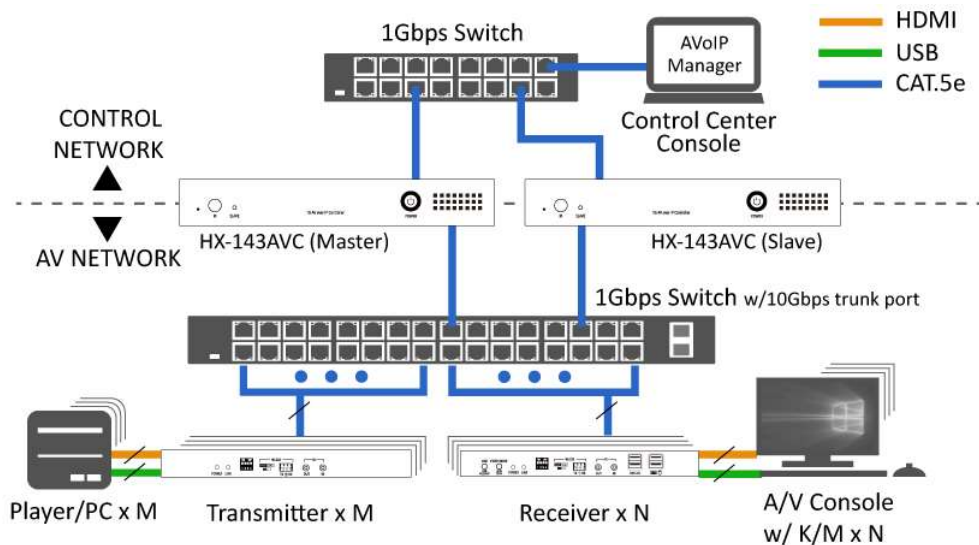 1Gbps Switch
AVoIP
Manager
HDMI
USB
CAT.5e
Control Center
Console
CONTROL
NETWORK
AV NETWORK
HX-143AVC (Master)
HX-143AVC (Slave)
1Gbps Switch w/10Gbps trunk port
Player/PC x M
Transmitter x M
Receiver x N
A/V Console
w/ K/M x N